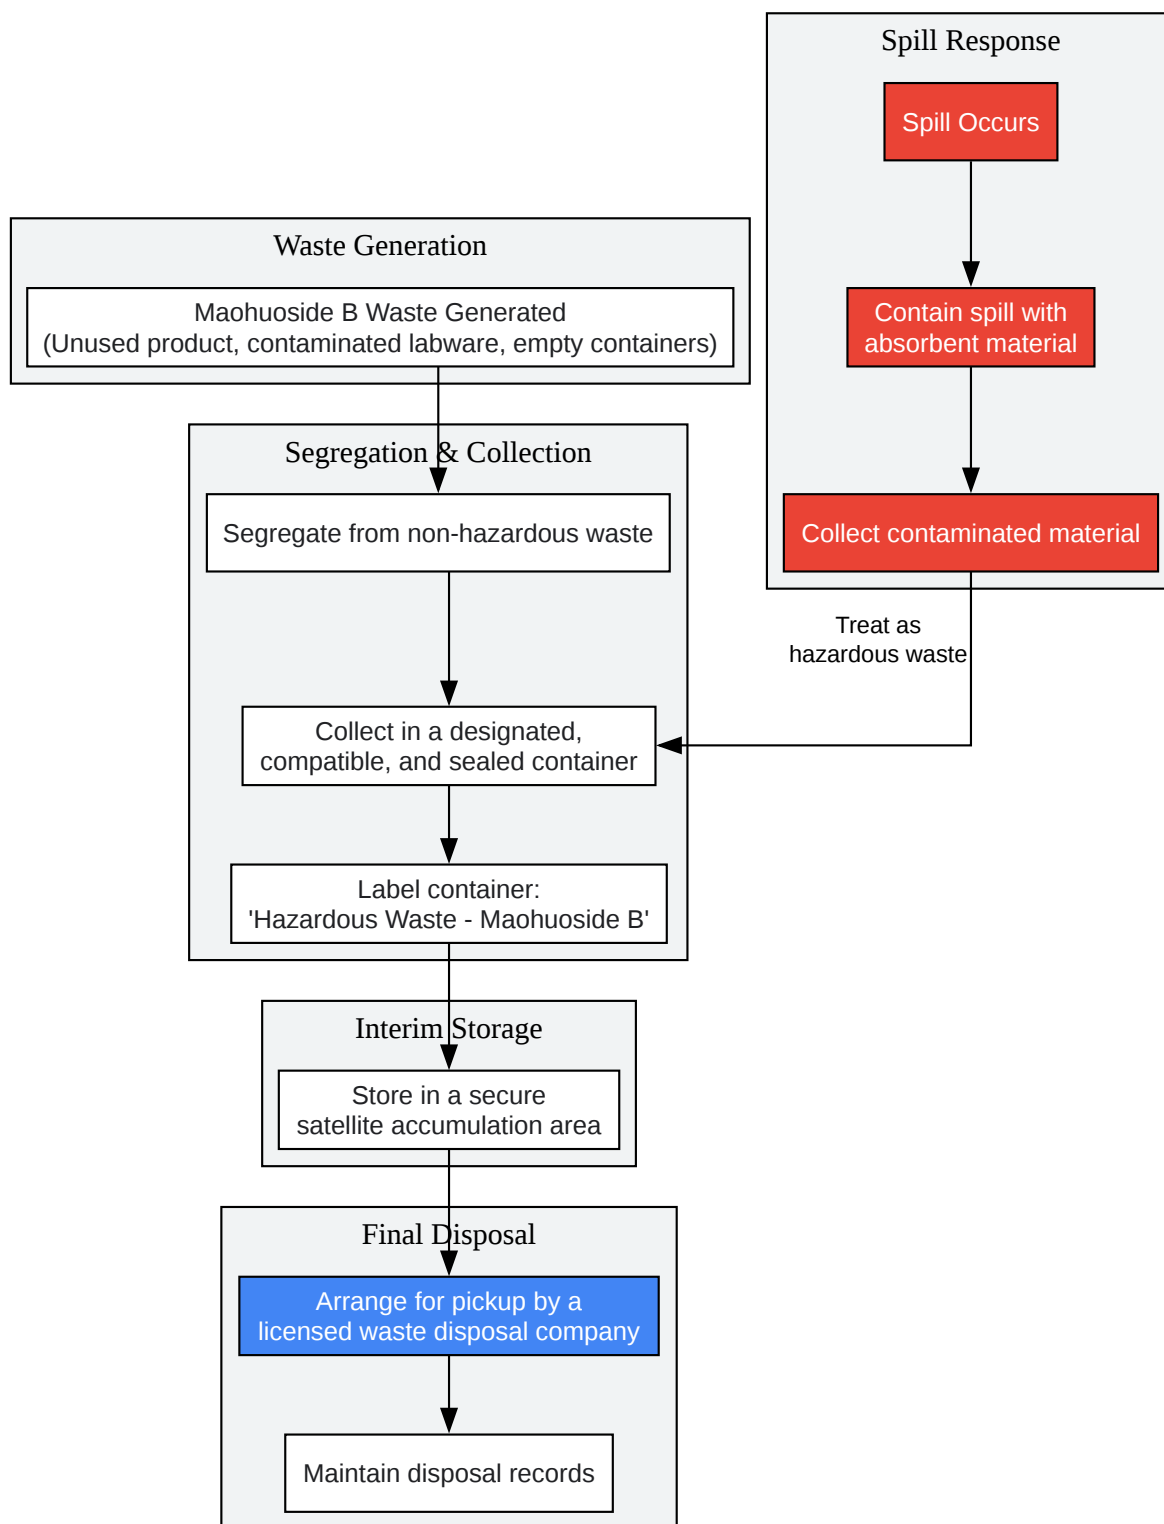 Spill Response
Spill Occurs
Waste Generation
Maohuoside B Waste Generated
(Unused product, contaminated labware, empty containers)
Contain spill with
absorbent material
Segregation & Collection
Segregate from non-hazardous waste
Collect contaminated material
Treat as
hazardous waste
Collect in a designated,
compatible, and sealed container
Label container:
'Hazardous Waste - Maohuoside B'
Interim Storage
Store in a secure
satellite accumulation area
Final Disposal
Arrange for pickup by a
licensed waste disposal company
Maintain disposal records